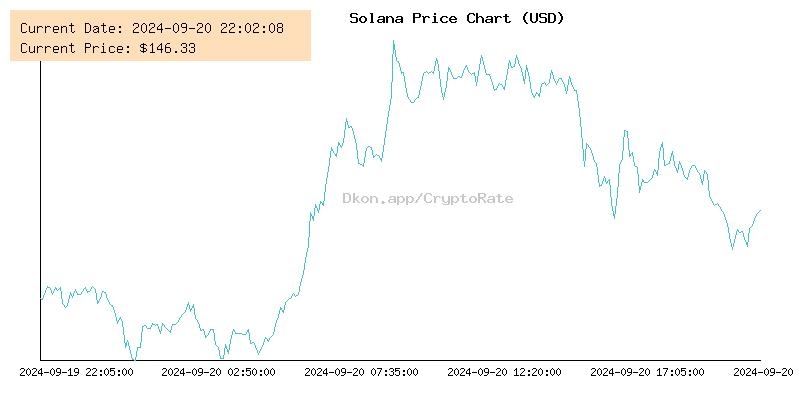 Solana Price Chart (USD)
Current Date: 2024-09-20 22:02:08
Current Price: $146.33
Dkon.app/CryptoRate
2024-09-19 22:05:00
2024-09-20 02:50:00
2024-09-20 07:35:00
2024-09-20 12:20:00
2024-09-20 17:05:00
2024-09-20